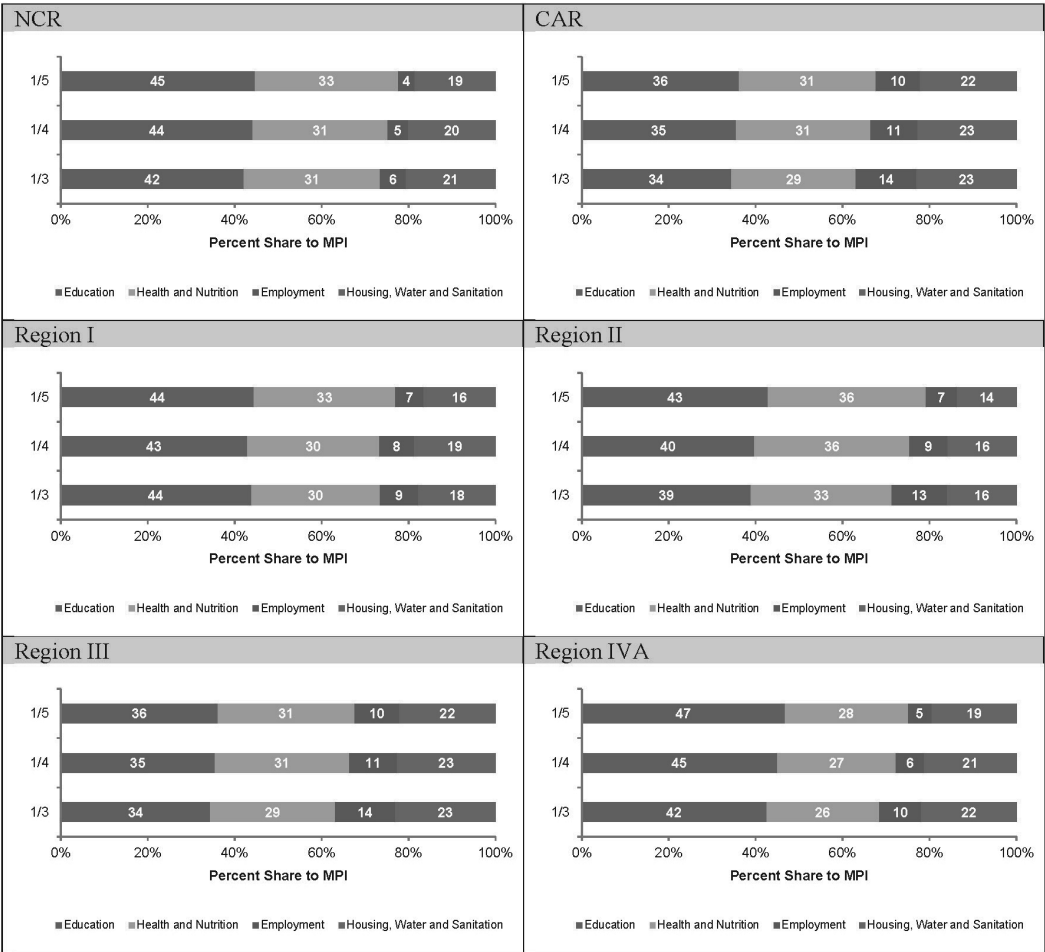 NCR
1/5 45 33 4 19
1/4 44 31 5 20
1/3 42 31 6 21
0% 20% 40% 60% 80% 100%
Percent Share to MPI
Education Health and Nutrition Employment Housing, Water and Sanitation
CAR
1/5 36 31 10 22
1/4 35 31 11 23
1/3 34 29 14 23
0% 20% 40% 60% 80% 100%
Percent Share to MPI
Education Health and Nutrition Employment Housing, Water and Sanitation
Region I
1/5 44 33 7 16
1/4 43 30 8 19
1/3 44 30 9 18
0% 20% 40% 60% 80% 100%
Percent Share to MPI
Education Health and Nutrition Employment Housing, Water and Sanitation
Region II
1/5 43 36 7 14
1/4 40 36 9 16
1/3 39 33 13 16
0% 20% 40% 60% 80% 100%
Percent Share to MPI
Education Health and Nutrition Employment Housing, Water and Sanitation
Region III
1/5 36 31 10 22
1/4 35 31 11 23
1/3 34 29 14 23
0% 20% 40% 60% 80% 100%
Percent Share to MPI
Education Health and Nutrition Employment Housing, Water and Sanitation
Region IVA
1/5 47 28 5 19
1/4 45 27 6 21
1/3 42 26 10 22
0% 20% 40% 60% 80% 100%
Percent Share to MPI
Education Health and Nutrition Employment Housing, Water and Sanitation